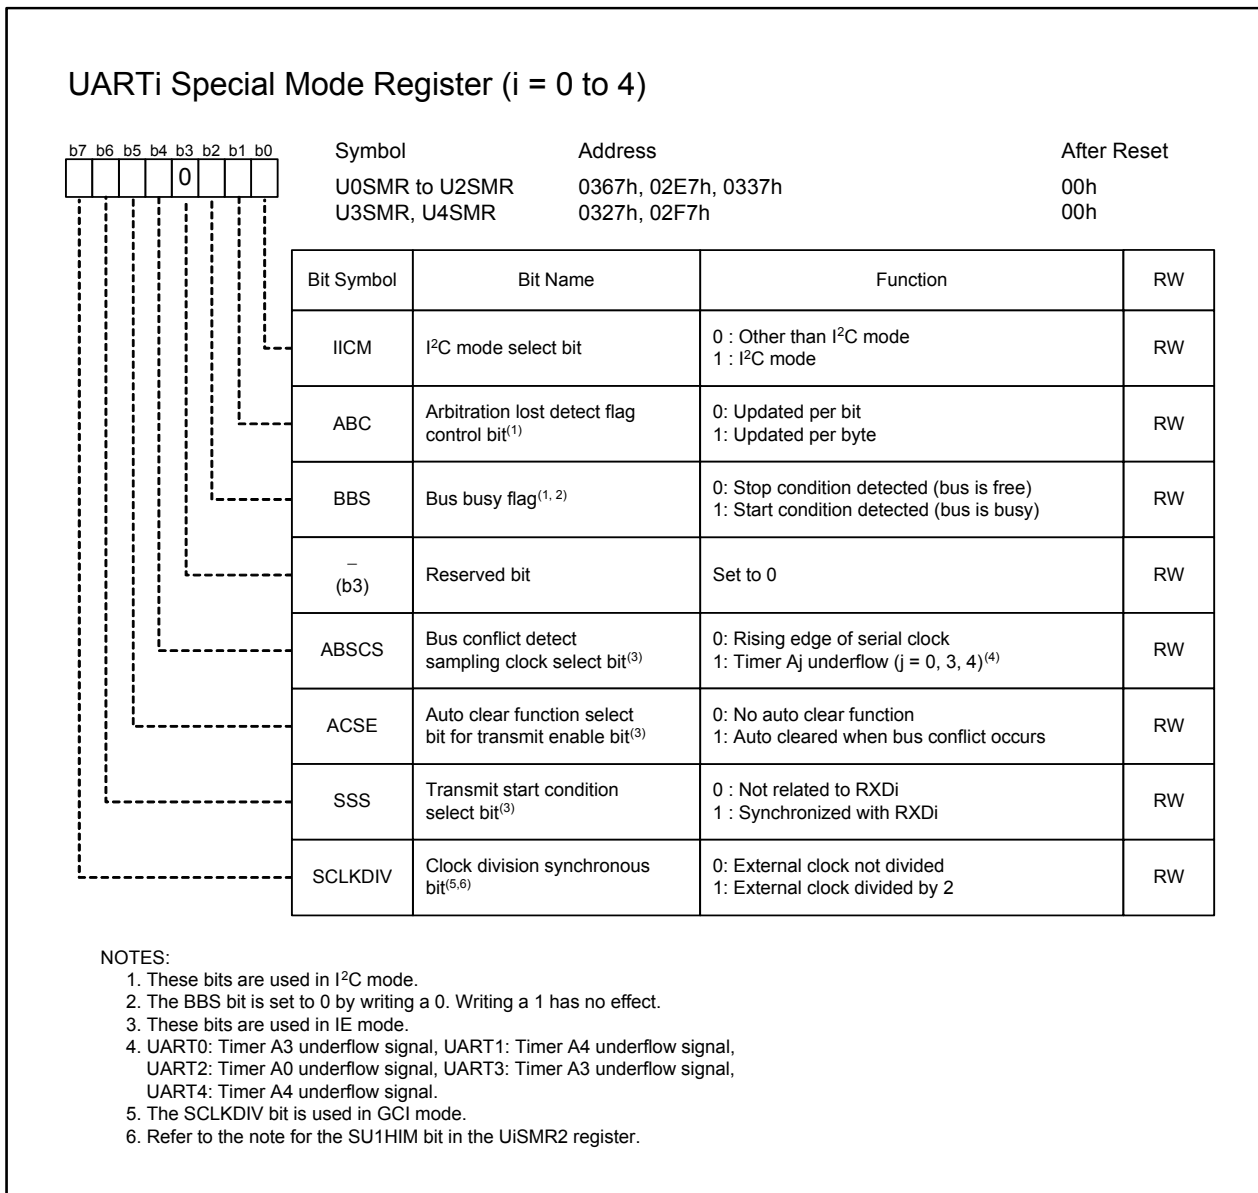 UARTi Special Mode Register (i = 0 to 4)
b7 b6 b5 b4 b3 b2 b1 b0
0
Symbol Address After Reset
U0SMR to U2SMR 0367h, 02E7h, 0337h 00h
U3SMR, U4SMR 0327h, 02F7h 00h
Bit Symbol Bit Name Function RW
IICM I²C mode select bit 0 : Other than I²C mode RW
1 : I²C mode
ABC Arbitration lost detect flag 0: Updated per bit RW
control bit(1) 1: Updated per byte
BBS Bus busy flag(1, 2) 0: Stop condition detected (bus is free) RW
1: Start condition detected (bus is busy)
– (b3) Reserved bit Set to 0 RW
ABSCS Bus conflict detect 0: Rising edge of serial clock RW
sampling clock select bit(3) 1: Timer Aj underflow (j = 0, 3, 4)(4)
ACSE Auto clear function select 0: No auto clear function RW
bit for transmit enable bit(3) 1: Auto cleared when bus conflict occurs
SSS Transmit start condition 0 : Not related to RXDi RW
select bit(3) 1 : Synchronized with RXDi
SCLKDIV Clock division synchronous 0: External clock not divided RW
bit(5,6) 1: External clock divided by 2
NOTES:
1. These bits are used in I²C mode.
2. The BBS bit is set to 0 by writing a 0. Writing a 1 has no effect.
3. These bits are used in IE mode.
4. UART0: Timer A3 underflow signal, UART1: Timer A4 underflow signal,
UART2: Timer A0 underflow signal, UART3: Timer A3 underflow signal,
UART4: Timer A4 underflow signal.
5. The SCLKDIV bit is used in GCI mode.
6. Refer to the note for the SU1HIM bit in the UiSMR2 register.